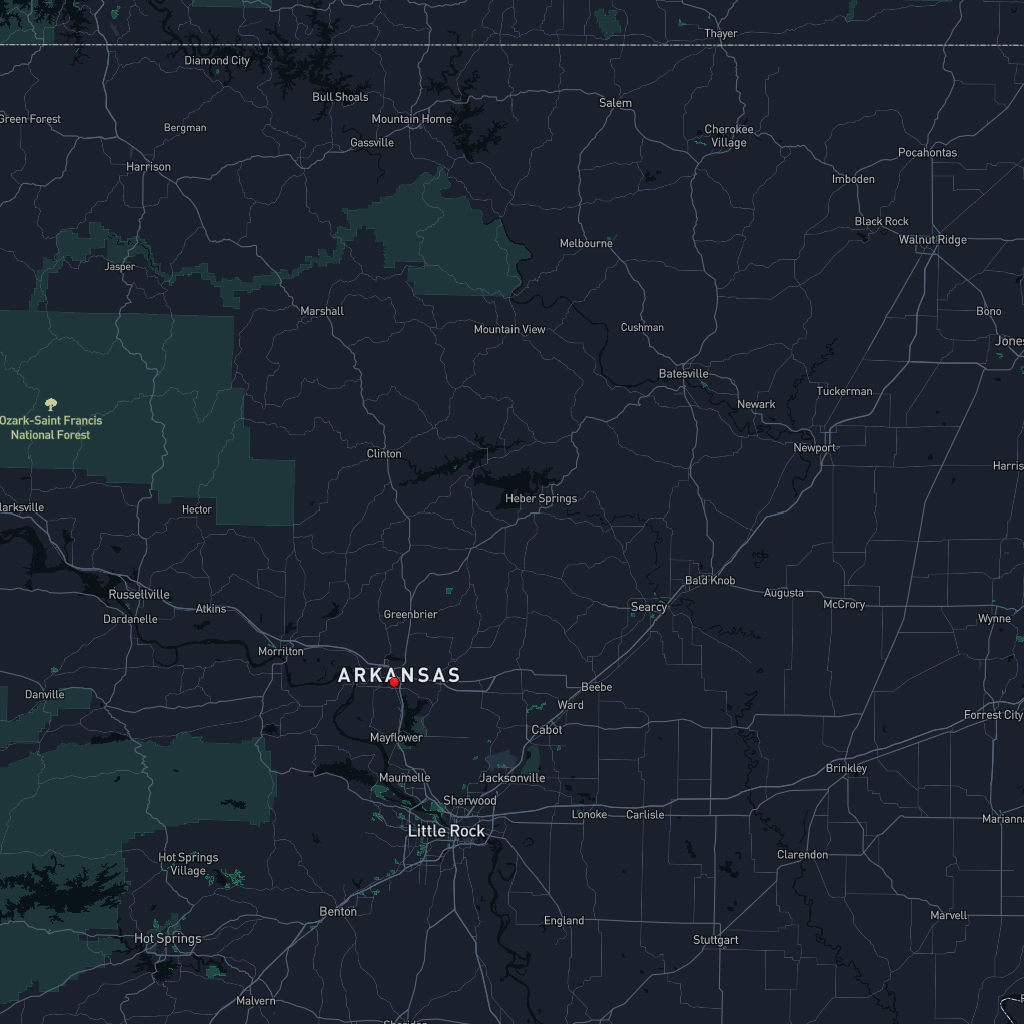 Thayer
Diamond City
Bull Shoals
Salem
Green Forest
Mountain Home
Bergman
Cherokee
Village
Gassville
Pocahontas
Harrison
Imboden
Black Rock
Walnut Ridge
Melbourne
Jasper
Marshall
Bono
Mountain View
Cushman
Jones
Batesville
Tuckerman
Newark
Ozark-Saint Francis
National Forest
Newport
Clinton
Harris
Heber Springs
larksville
Hector
Bald Knob
Russellville
Augusta
McCrory
Atkins
Searcy
Greenbrier
Dardanelle
Wynne
Morrilton
ARKANSAS
Beebe
Danville
Ward
Forrest City
Cabot
Mayflower
Brinkley
Maumelle
Jacksonville
Sherwood
Lonoke
Carlisle
Marianna
Little Rock
Clarendon
Hot Springs
Village
Benton
Marvell
England
Hot Springs
Stuttgart
Malvern